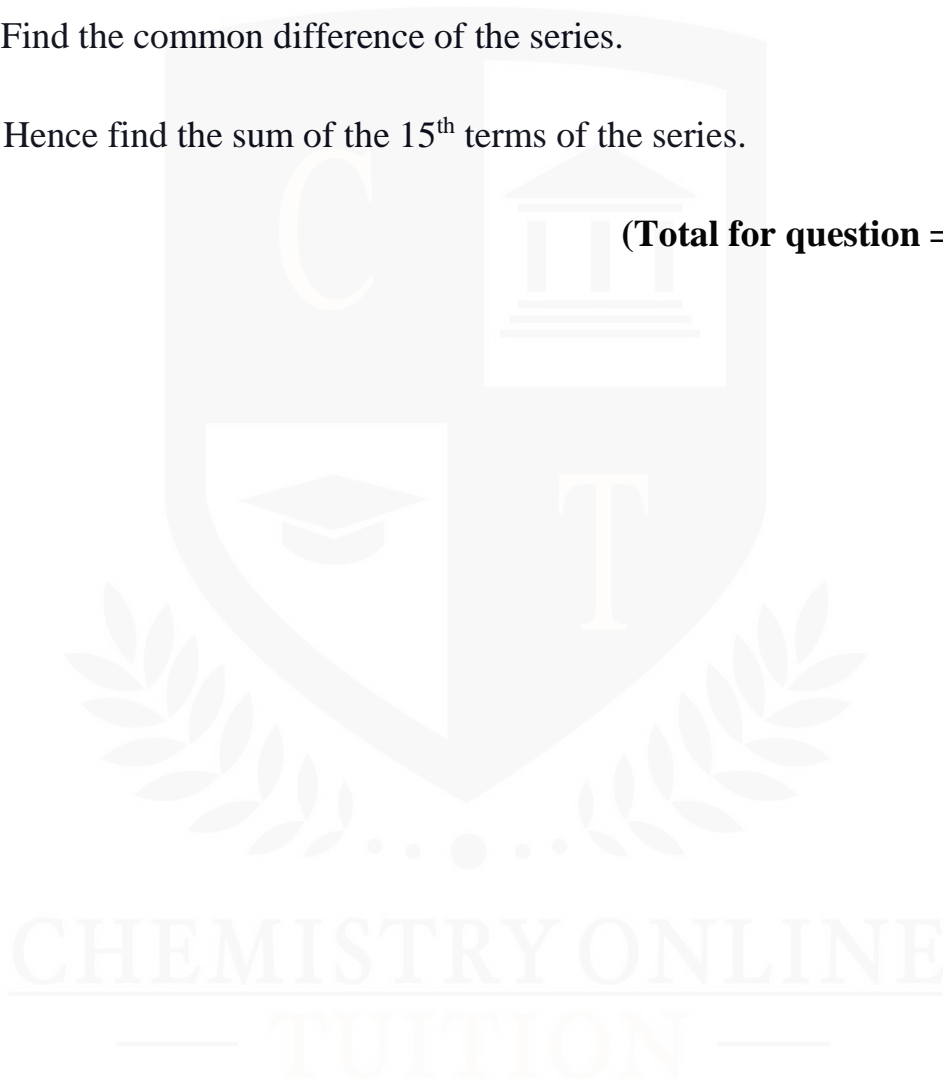 Find the common difference of the series.
Hence find the sum of the 15th terms of the series.
(Total for question =
C
T
CHEMISTRY ONLINE
TUITION